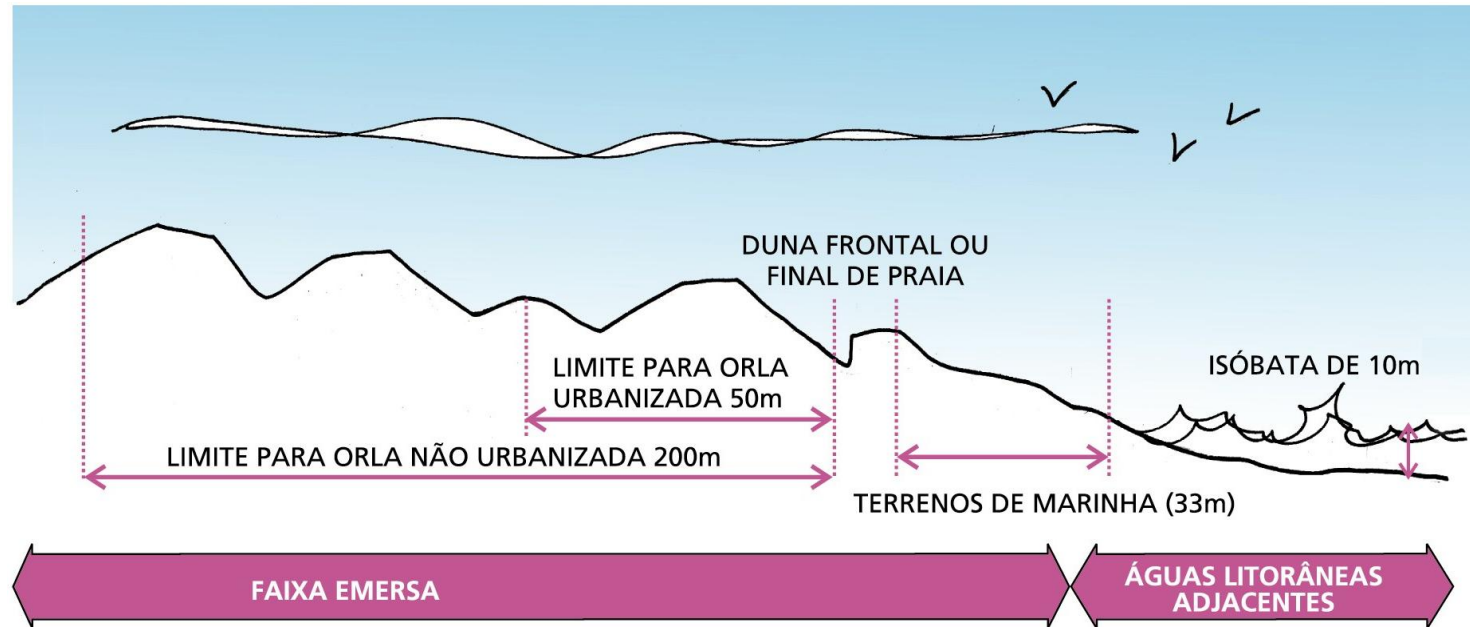 DUNA FRONTAL OU
FINAL DE PRAIA
LIMITE PARA ORLA
URBANIZADA 50m
ISÓBATA DE 10m
LIMITE PARA ORLA NÃO URBANIZADA 200m
TERRENOS DE MARINHA (33m)
FAIXA EMERSA
ÁGUAS LITORÂNEAS
ADJACENTES